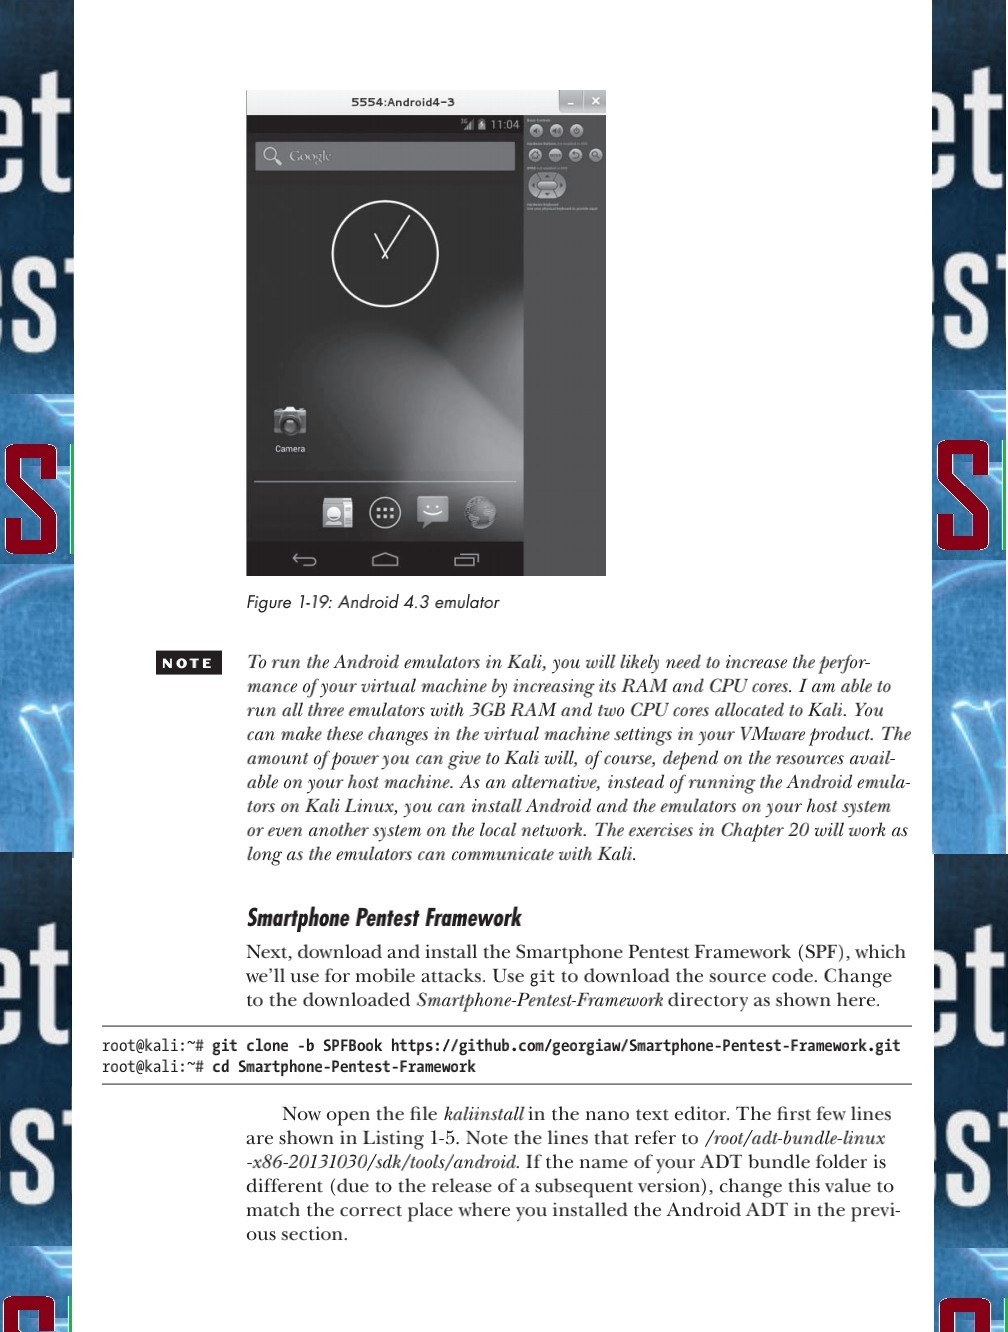 5554:Android4-3
3G
11:04
Google
Camera
Figure 1-19: Android 4.3 emulator
NOTE
To run the Android emulators in Kali, you will likely need to increase the perfor-
mance of your virtual machine by increasing its RAM and CPU cores. I am able to
run all three emulators with 3GB RAM and two CPU cores allocated to Kali. You
can make these changes in the virtual machine settings in your VMware product. The
amount of power you can give to Kali will, of course, depend on the resources avail-
able on your host machine. As an alternative, instead of running the Android emula-
tors on Kali Linux, you can install Android and the emulators on your host system
or even another system on the local network. The exercises in Chapter 20 will work as
long as the emulators can communicate with Kali.
Smartphone Pentest Framework
Next, download and install the Smartphone Pentest Framework (SPF), which
we’ll use for mobile attacks. Use git to download the source code. Change
to the downloaded Smartphone-Pentest-Framework directory as shown here.
root@kali:~# git clone -b SPFBook https://github.com/georgiaw/Smartphone-Pentest-Framework.git
root@kali:~# cd Smartphone-Pentest-Framework
Now open the file kaliinstall in the nano text editor. The first few lines
are shown in Listing 1-5. Note the lines that refer to /root/adt-bundle-linux
-x86-20131030/sdk/tools/android. If the name of your ADT bundle folder is
different (due to the release of a subsequent version), change this value to
match the correct place where you installed the Android ADT in the previ-
ous section.